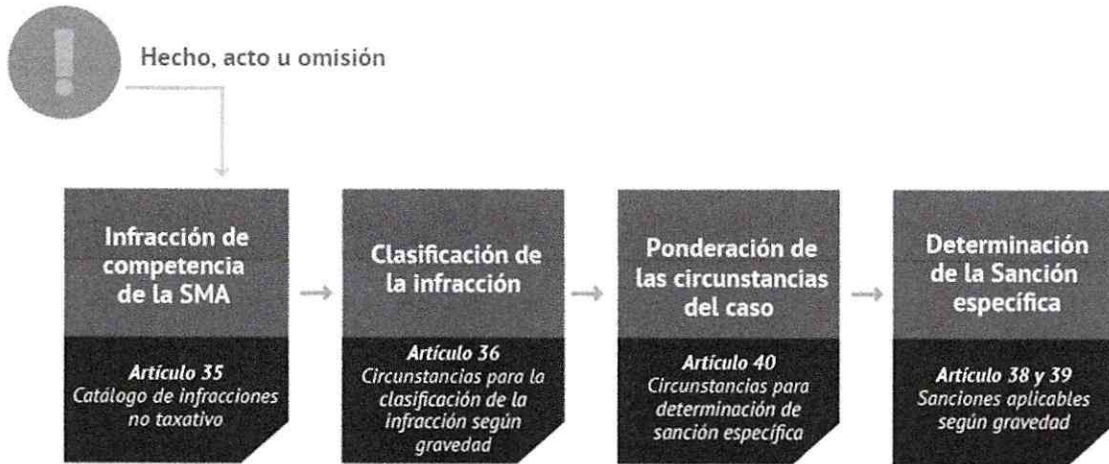 Hecho, acto u omisión
Infracción de
competencia
de la SMA
Artículo 35
Catálogo de infracciones
no taxativo
Clasificación de
la infracción
Artículo 36
Circunstancias para la
clasificación de la
infracción según
gravedad
Ponderación de
las circunstancias
del caso
Artículo 40
Circunstancias para
determinación de
sanción específica
Determinación
de la Sanción
específica
Artículo 38 y 39
Sanciones aplicables
según gravedad